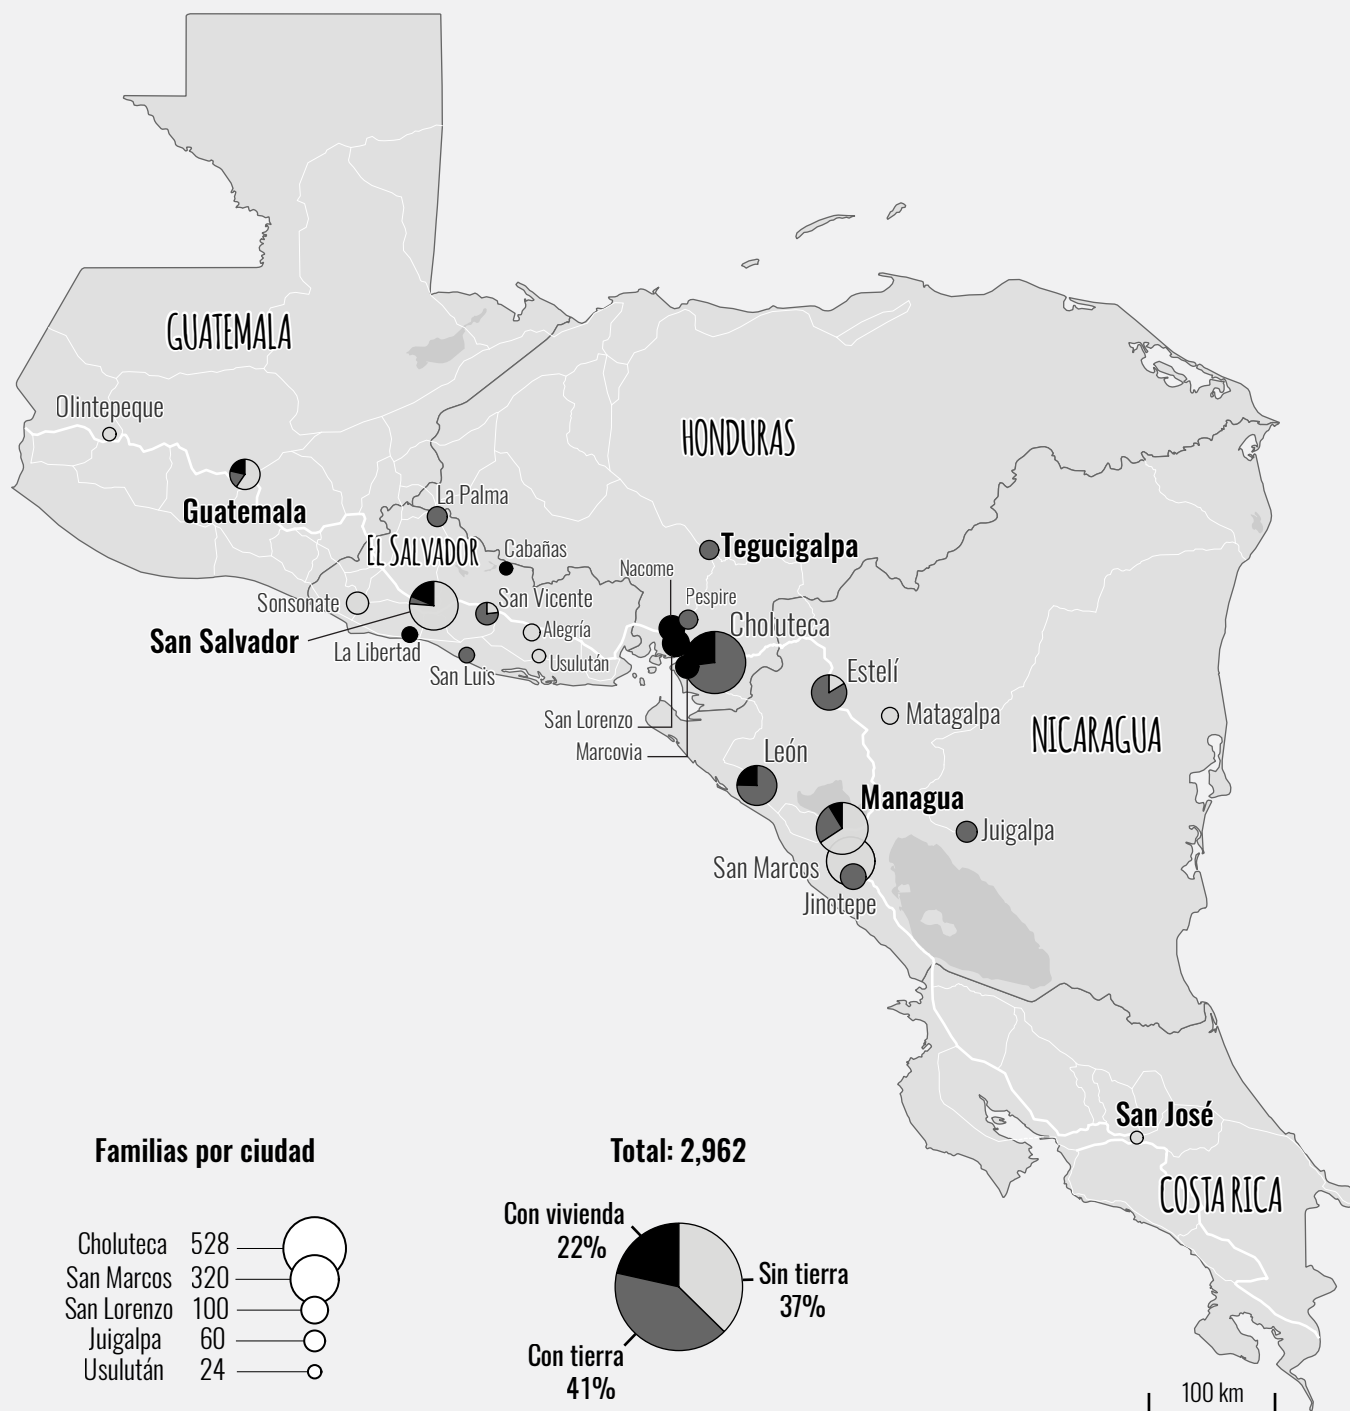 GUATEMALA
Olintepeque
HONDURAS
Guatemala
La Palma
EL SALVADOR
Cabañas
Tegucigalpa
Nacome
Sonsonate
San Vicente
Pespire
San Salvador
Alegría
Choluteca
La Libertad
Usulután
San Luis
Estelí
San Lorenzo
Matagalpa
Marcovia
León
NICARAGUA
Managua
Juigalpa
San Marcos
Jinotepe
San José
COSTA RICA
Familias por ciudad
Choluteca 528
San Marcos 320
San Lorenzo 100
Juigalpa 60
Usulután 24
Total: 2,962
Con vivienda
22%
Sin tierra
37%
Con tierra
41%
100 km